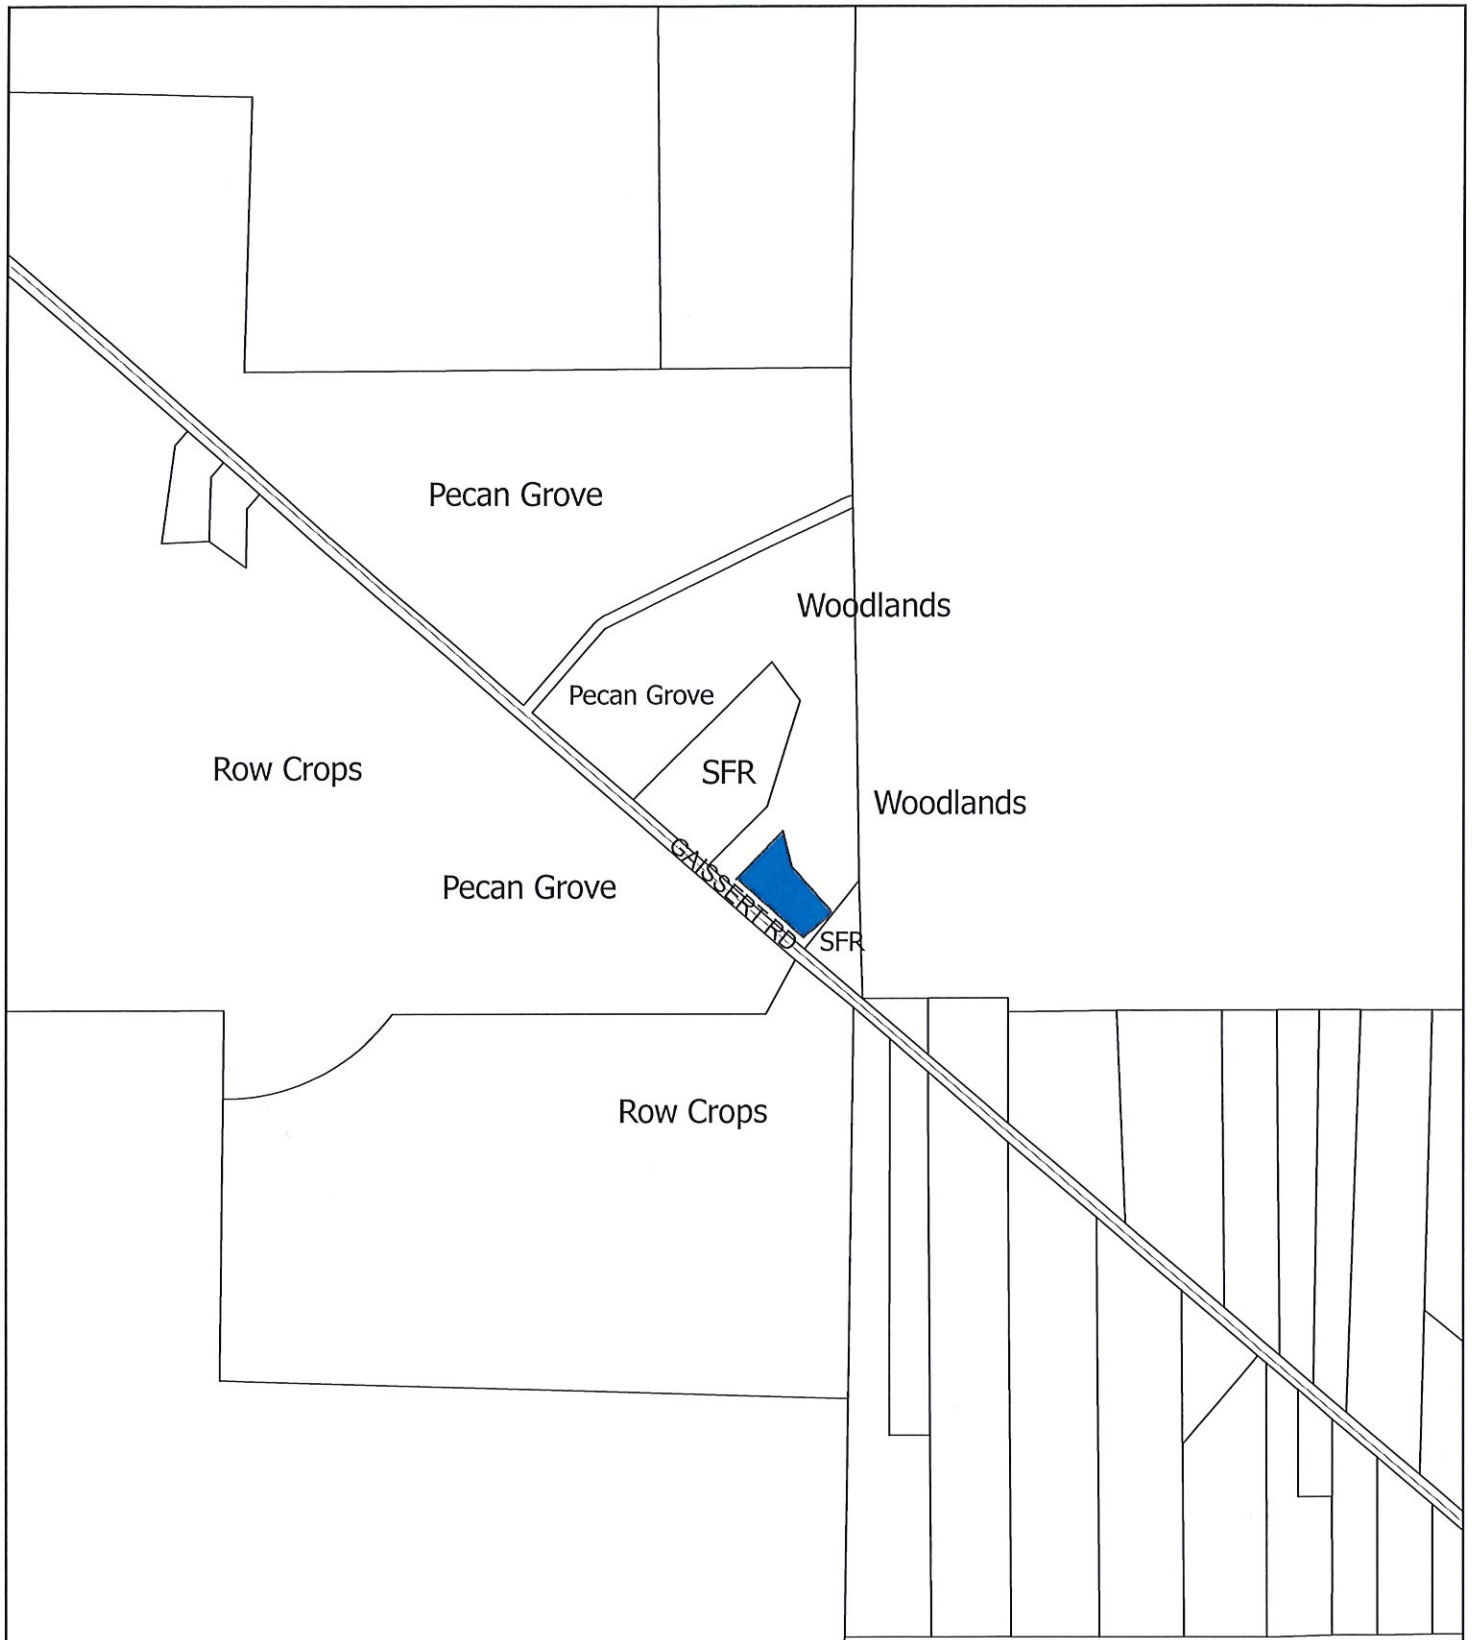 Pecan Grove
Woodlands
Pecan Grove
Row Crops
SFR
Woodlands
GAISSERT RD
Pecan Grove
SFR
Row Crops